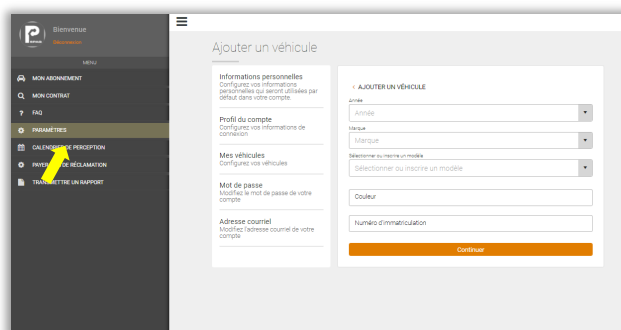 Bienvenue
Déconnexion
MENU
MON ABONNEMENT
MON CONTRAT
FAQ
PARAMÈTRES
CALENDRIER DE PERCEPTION
PAYER DE RÉCLAMATION
TRANSMETTRE UN RAPPORT
Ajouter un véhicule
Informations personnelles
Configurez vos informations
personnelles qui seront utilisées par
défaut dans votre compte.
Profil du compte
Configurez vos informations de
connexion
Mes véhicules
Configurez vos véhicules
Mot de passe
Modifiez le mot de passe de votre
compte
Adresse courriel
Modifiez l'adresse courriel de votre
compte
‹ AJOUTER UN VÉHICULE
Année
Année
Marque
Marque
Sélectionner ou inscrire un modèle
Sélectionner ou inscrire un modèle
Couleur
Numéro d'immatriculation
Continuer